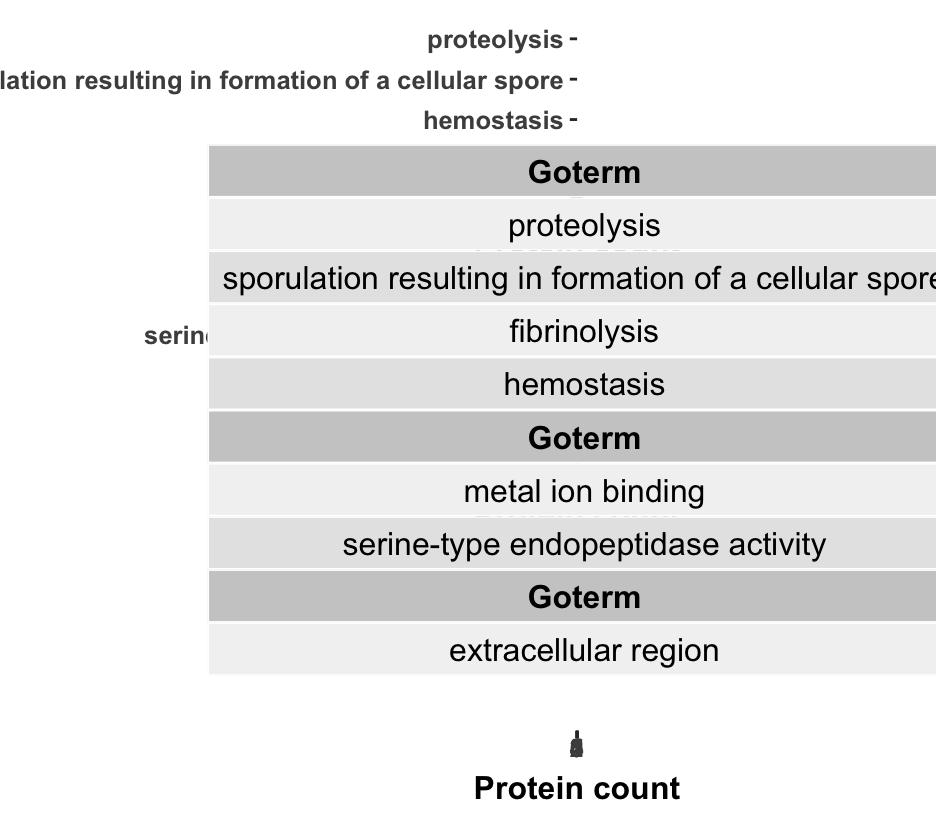 proteolysis
lation resulting in formation of a cellular spore
hemostasis
Goterm
proteolysis
sporulation resulting in formation of a cellular spore
fibrinolysis
serin
hemostasis
Goterm
metal ion binding
serine-type endopeptidase activity
Goterm
extracellular region
Protein count